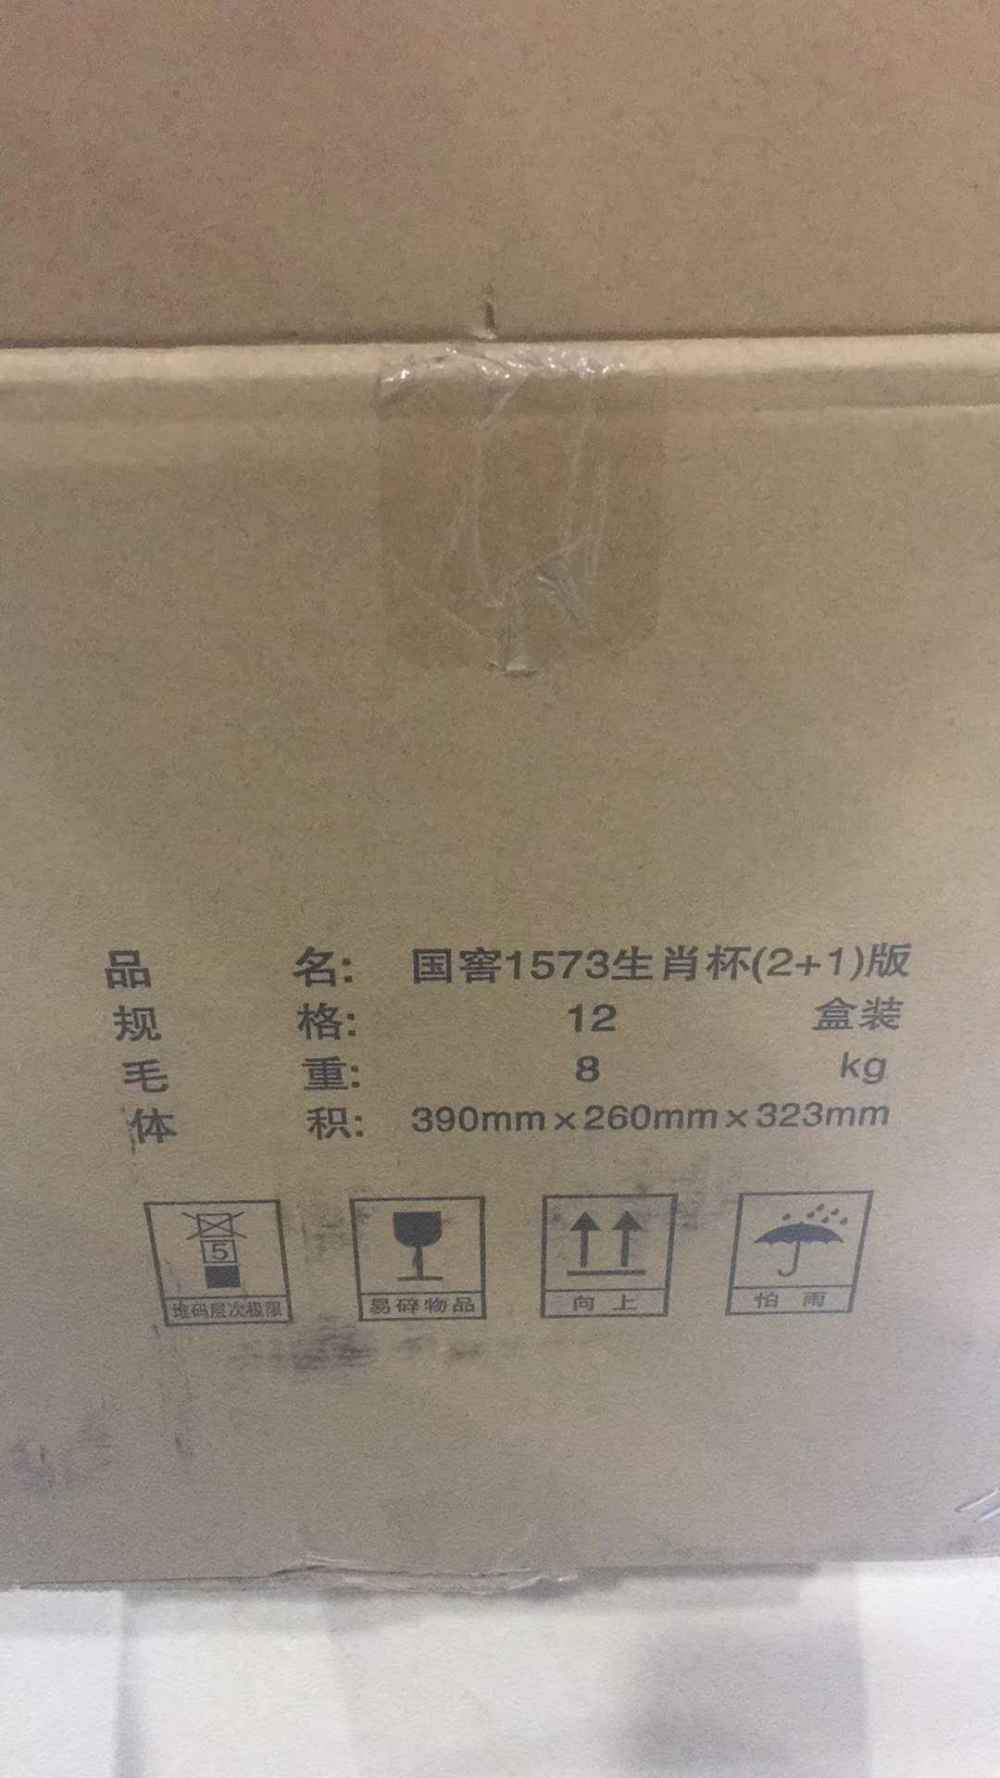 品 名: 国窖1573生肖杯(2+1)版
规 格: 12 盒装
毛 重: 8 kg
体 积: 390mm×260mm×323mm
5
堆码层次极限 易碎物品 向上 怕雨